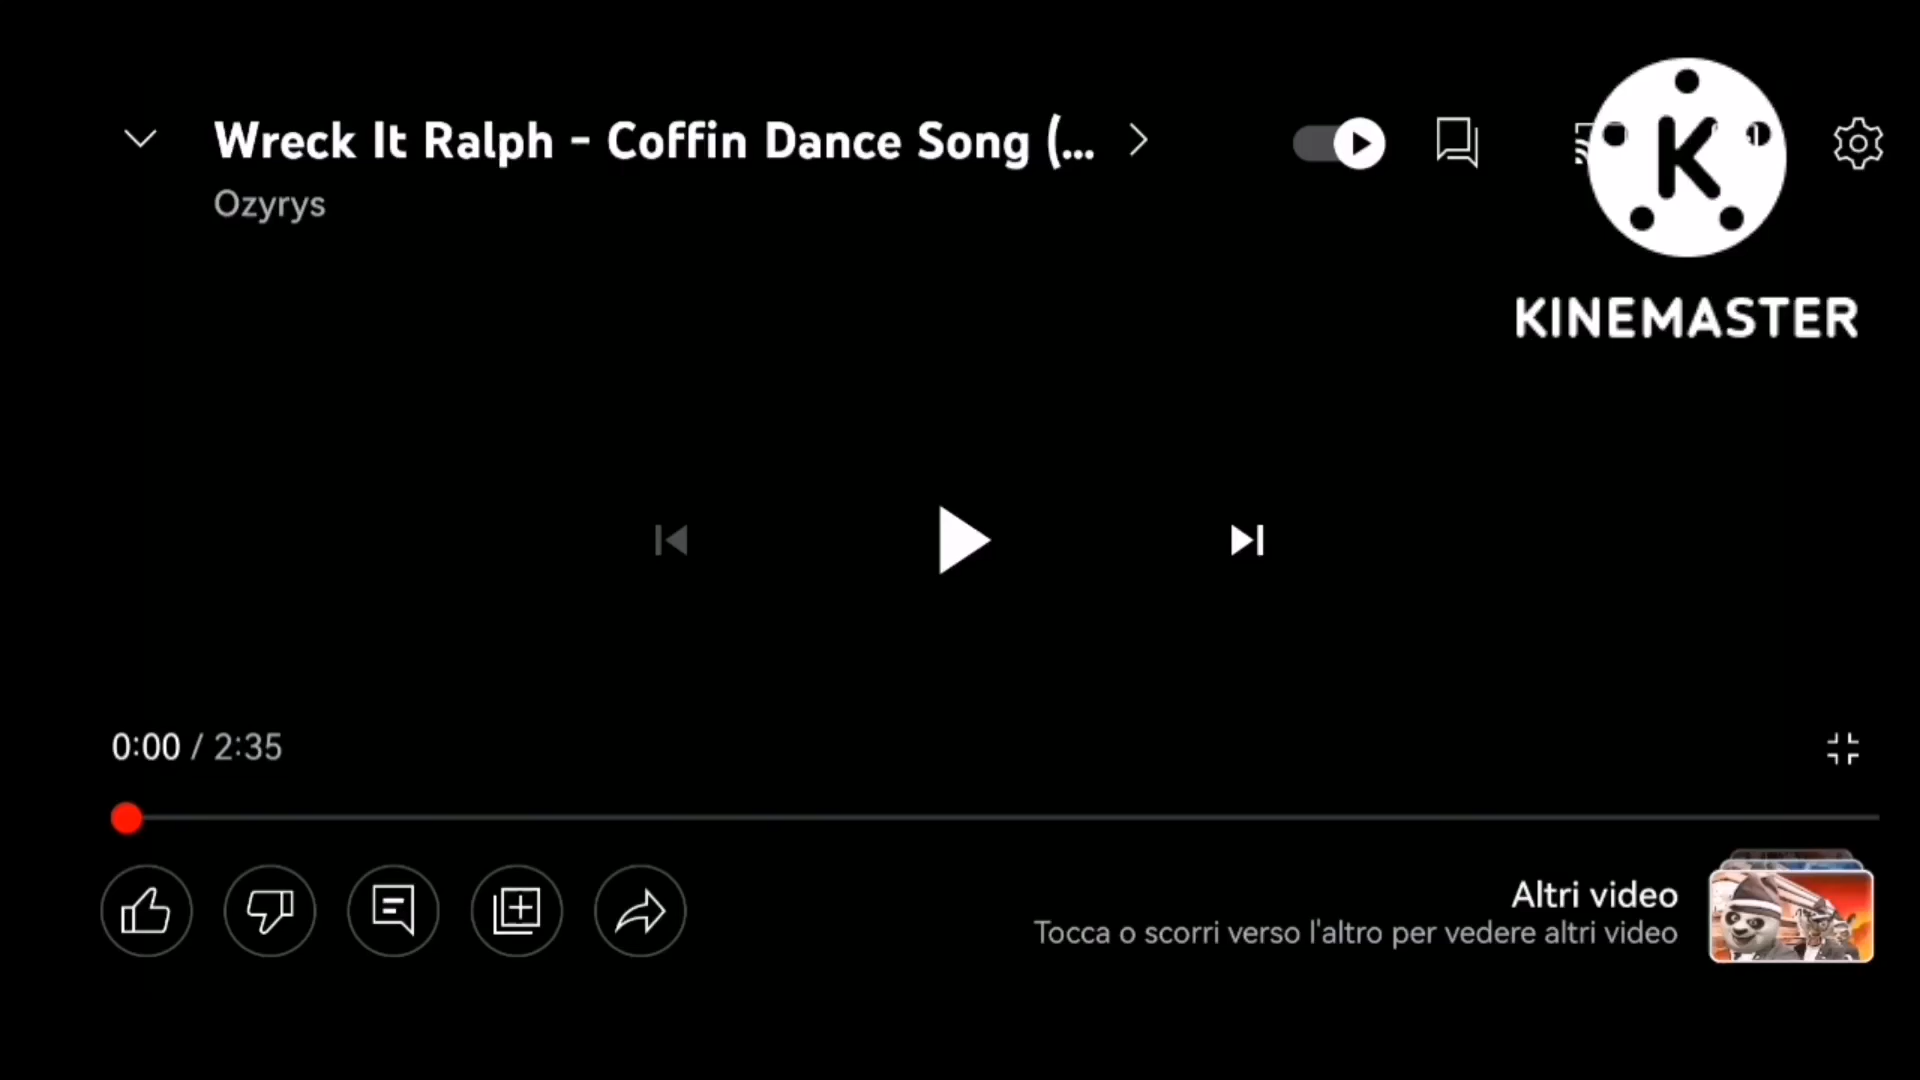 Wreck It Ralph - Coffin Dance Song (...
Ozyrys
K
KINEMASTER
0:00 / 2:35
Altri video
Tocca o scorri verso l'altro per vedere altri video